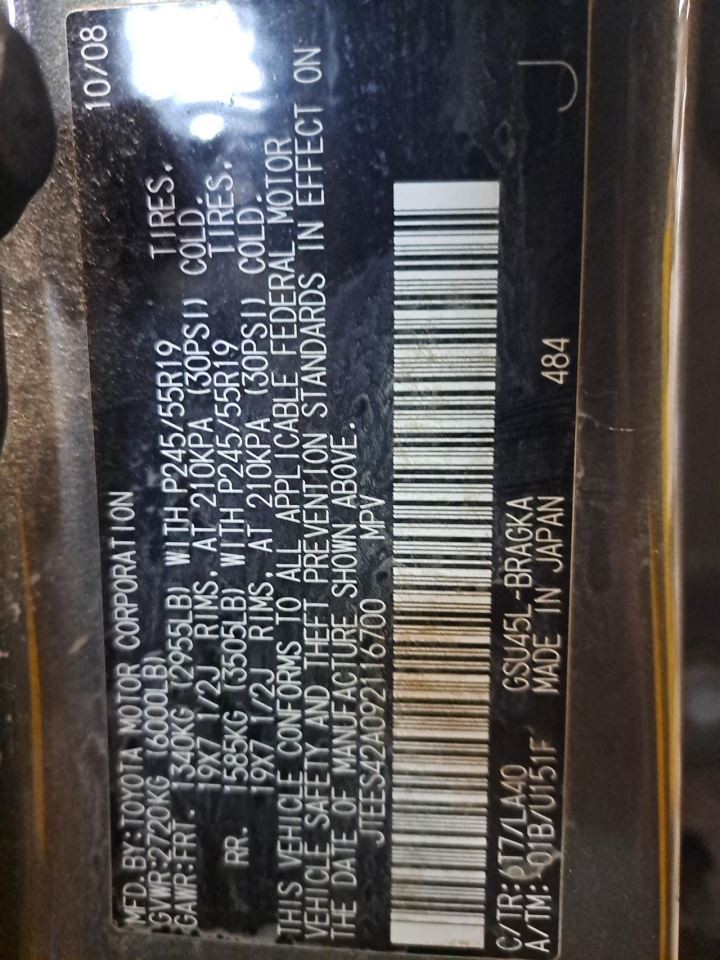 MFD.BY:TOYOTA MOTOR CORPORATION 10/08
GVWR:2720KG (6000LB)
GAWR:FRT. 1340KG (2955LB) WITH P245/55R19 TIRES.
19X7 1/2J RIMS, AT 210KPA (30PSI) COLD.
RR. 1585KG (3505LB) WITH P245/55R19 TIRES.
19X7 1/2J RIMS, AT 210KPA (30PSI) COLD.
THIS VEHICLE CONFORMS TO ALL APPLICABLE FEDERAL MOTOR
VEHICLE SAFETY AND THEFT PREVENTION STANDARDS IN EFFECT ON
THE DATE OF MANUFACTURE SHOWN ABOVE.
JTEES42A092116700 MPV
C/TR: 1T7/LA40 GSU45L-BRAGKA 484
A/TM: -01B/U151F MADE IN JAPAN
J